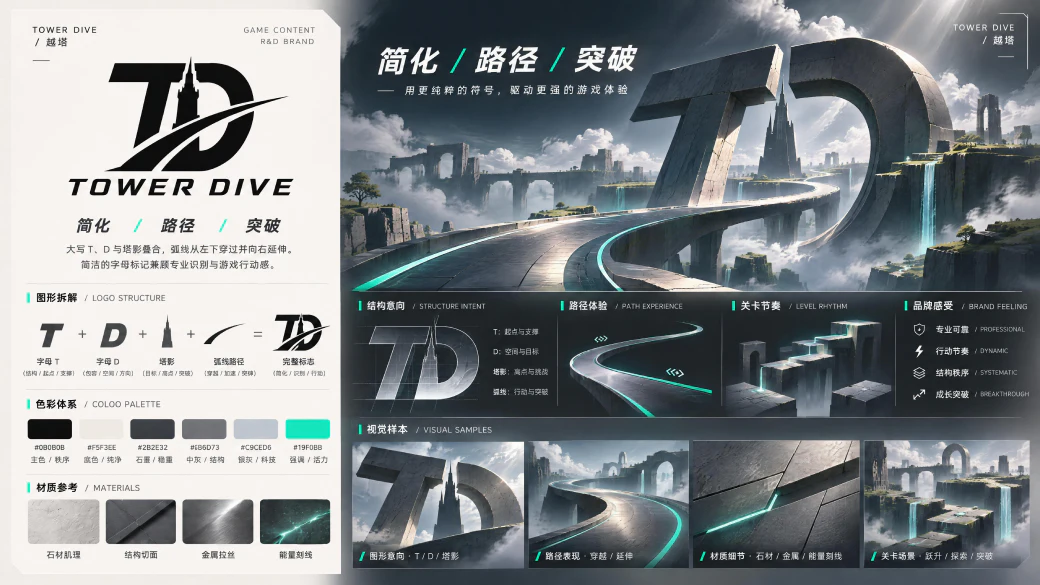 TOWER DIVE
/ 越塔
GAME CONTENT
R&D BRAND
TD
TOWER DIVE
简化 / 路径 / 突破
大写 T、D 与塔影叠合，弧线从左下穿过并向右延伸。
简洁的字母标记兼顾专业识别与游戏行动感。
图形拆解 / LOGO STRUCTURE
T + D + + = TD
字母 T
字母 D
塔影
弧线路径
完整标志
（结构 / 起点 / 支撑）
（包容 / 空间 / 方向）
（目标 / 高点 / 突破）
（穿越 / 加速 / 突破）
（简化 / 识别 / 行动）
色彩体系 / COLOO PALETTE
#0B0B0B
#F5F3EE
#2B2E32
#6B6D73
#C9CED6
#19F0BB
主色 / 秩序
底色 / 纯净
石墨 / 稳重
中灰 / 结构
银灰 / 科技
强调 / 活力
材质参考 / MATERIALS
石材肌理
结构切面
金属拉丝
能量刻线
简化 / 路径 / 突破
用更纯粹的符号，驱动更强的游戏体验
TOWER DIVE
/ 越塔
TD
结构意向 / STRUCTURE INTENT
TD
T：起点与支撑
D：空间与目标
塔影：高点与挑战
弧线：行动与突破
路径体验 / PATH EXPERIENCE
关卡节奏 / LEVEL RHYTHM
品牌感受 / BRAND FEELING
专业可靠 / PROFESSIONAL
行动节奏 / DYNAMIC
结构秩序 / SYSTEMATIC
成长突破 / BREAKTHROUGH
视觉样本 / VISUAL SAMPLES
/ 图形意向 · T / D / 塔影
/ 路径表现 · 穿越 / 延伸
/ 材质细节 · 石材 / 金属 / 能量刻线
/ 关卡场景 · 跃升 / 探索 / 突破